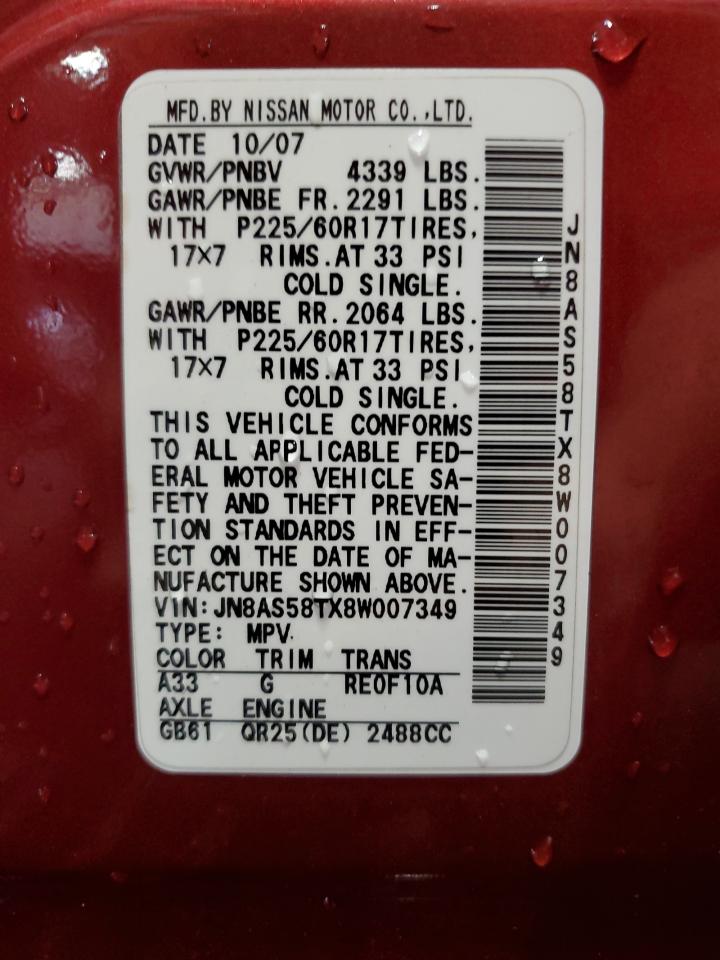 MFD.BY NISSAN MOTOR CO.,LTD.
DATE 10/07
GVWR/PNBV 4339 LBS.
GAWR/PNBE FR.2291 LBS.
WITH P225/60R17TIRES,
17×7 RIMS.AT 33 PSI
COLD SINGLE.
GAWR/PNBE RR.2064 LBS.
WITH P225/60R17TIRES,
17×7 RIMS.AT 33 PSI
COLD SINGLE.
THIS VEHICLE CONFORMS
TO ALL APPLICABLE FED-
ERAL MOTOR VEHICLE SA-
FETY AND THEFT PREVEN-
TION STANDARDS IN EFF-
ECT ON THE DATE OF MA-
NUFACTURE SHOWN ABOVE.
VIN:JN8AS58TX8W007349
TYPE: MPV
COLOR TRIM TRANS
A33 G RE0F10A
AXLE ENGINE
GB61 QR25(DE) 2488CC
JN8AS58TX8W007349